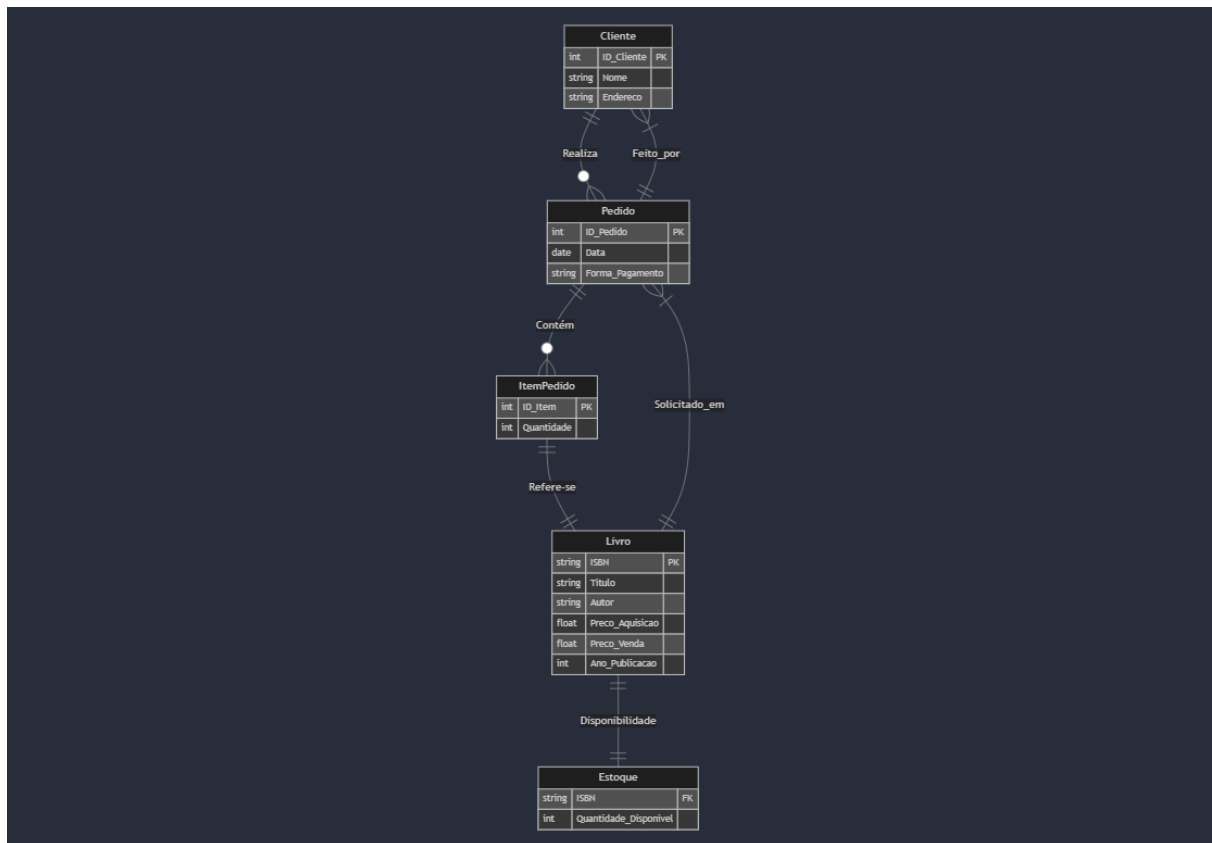 Cliente
int ID_Cliente PK
string Nome
string Endereco
Realiza Feito_por
Pedido
int ID_Pedido PK
date Data
string Forma_Pagamento
Contém
ItemPedido
int ID_Item PK
int Quantidade
Solicitado_em
Refere-se
Livro
string ISBN PK
string Título
string Autor
float Preco_Aquisicao
float Preco_Venda
int Ano_Publicacao
Disponibilidade
Estoque
string ISBN FK
int Quantidade_Disponivel